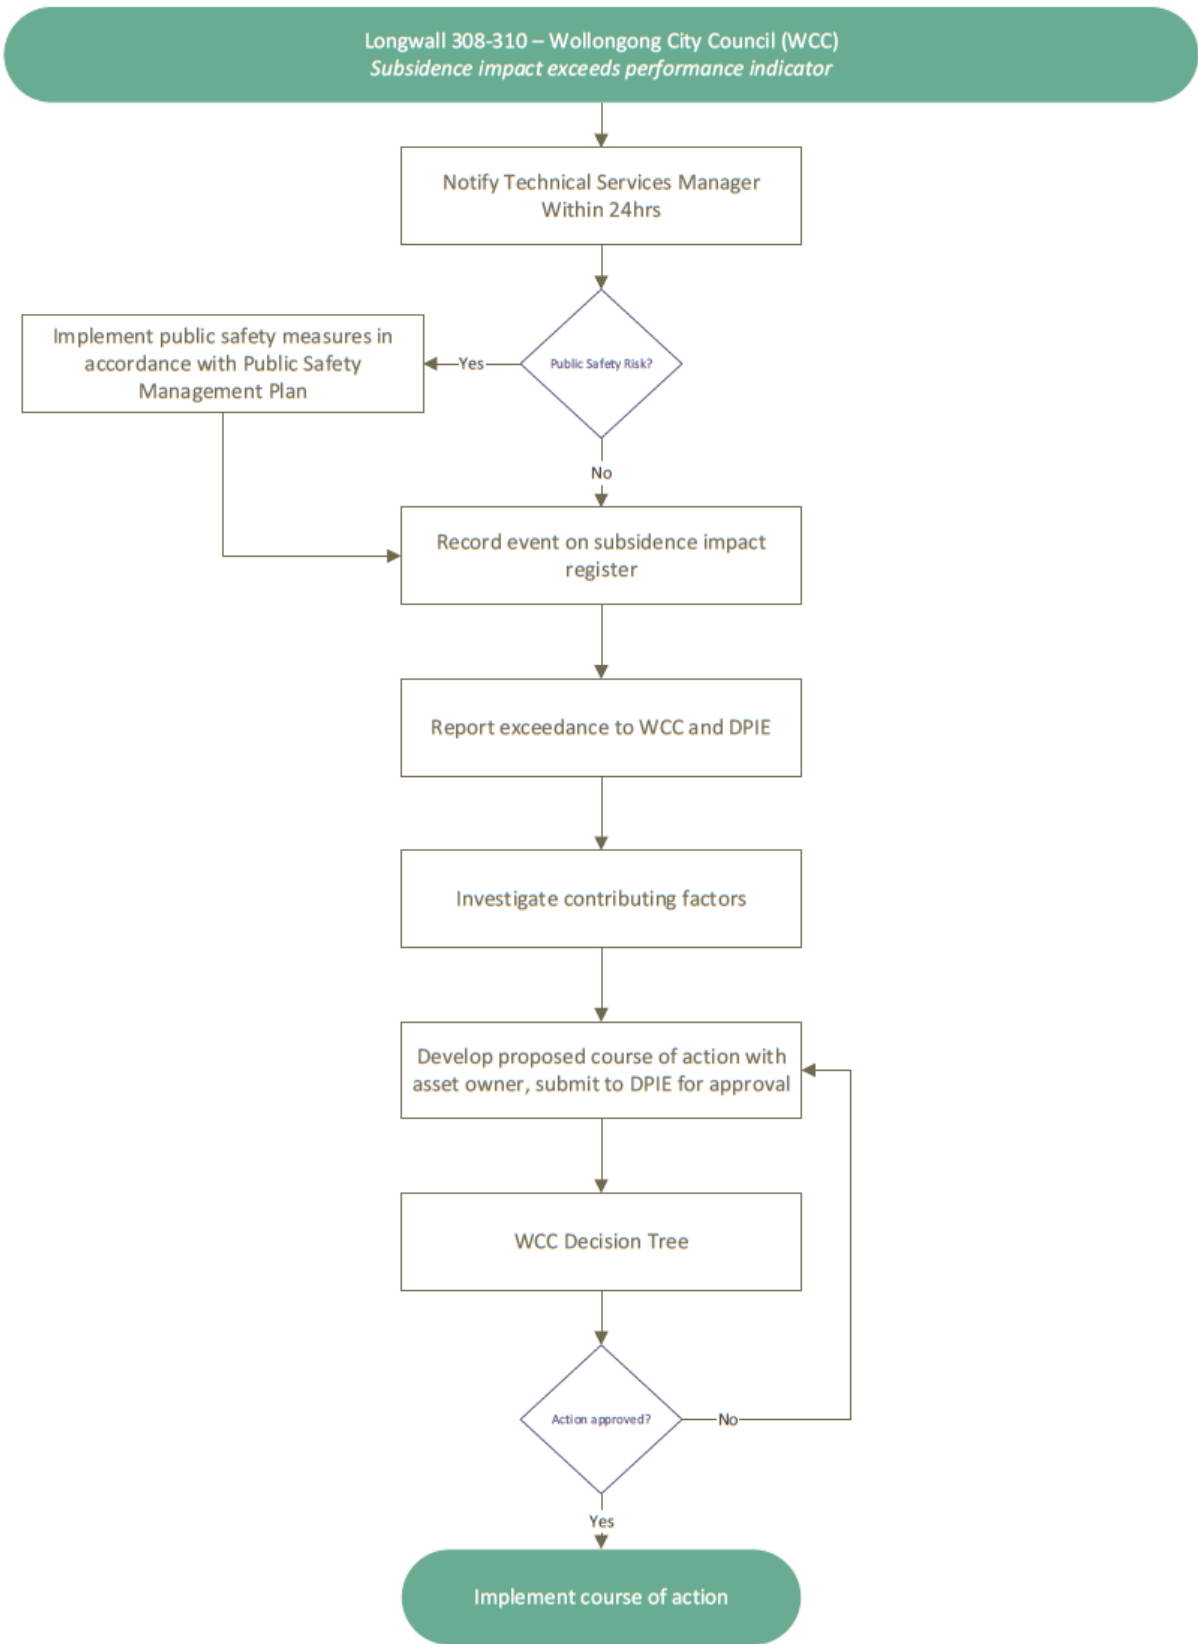 Longwall 308-310 – Wollongong City Council (WCC)
Subsidence impact exceeds performance indicator
Notify Technical Services Manager
Within 24hrs
Implement public safety measures in
accordance with Public Safety
Management Plan
Yes
Public Safety Risk?
No
Record event on subsidence impact
register
Report exceedance to WCC and DPIE
Investigate contributing factors
Develop proposed course of action with
asset owner, submit to DPIE for approval
WCC Decision Tree
Action approved?
No
Yes
Implement course of action